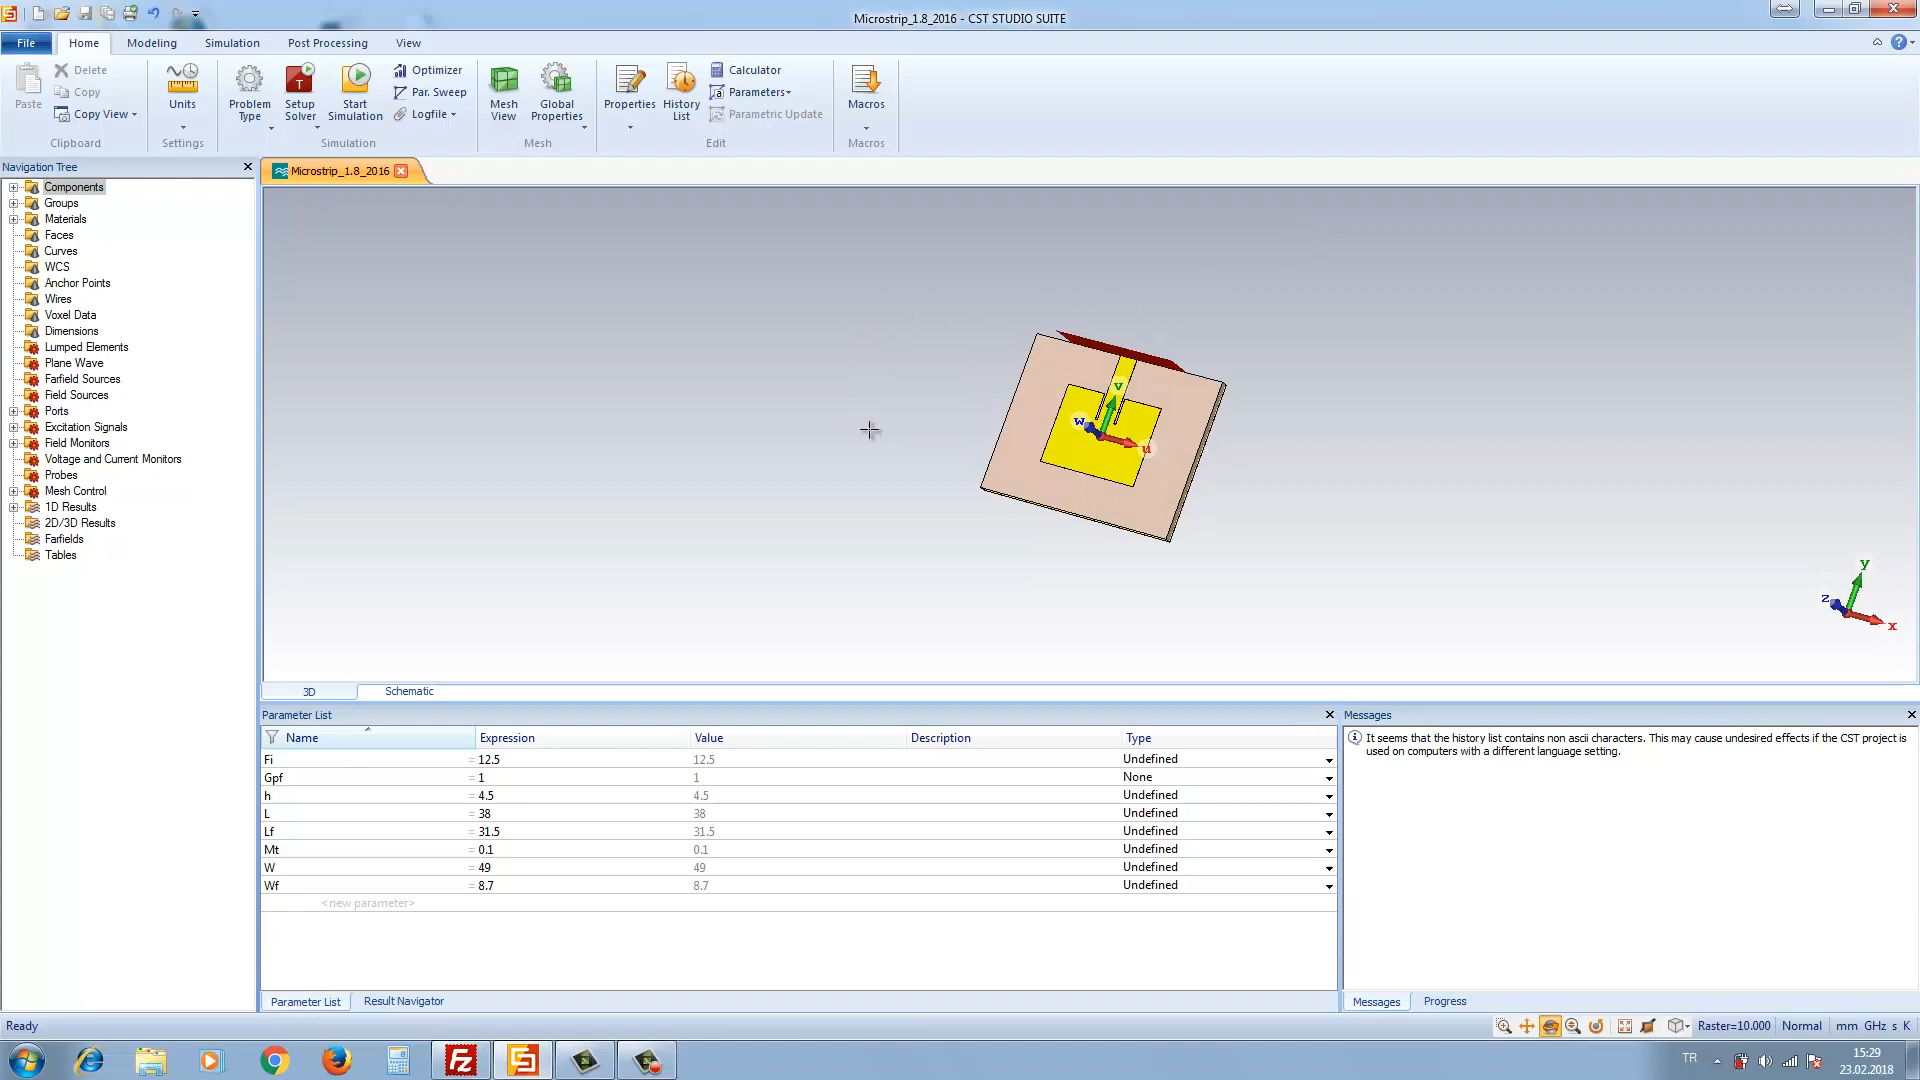 Microstrip_1.8_2016 - CST STUDIO SUITE
File Home Modeling Simulation Post Processing View
Paste
Delete
Copy
Copy View
Clipboard
Units
Settings
Problem Type
Setup Solver
Start Simulation
Optimizer
Par. Sweep
Logfile
Simulation
Mesh View
Global Properties
Mesh
Properties
History List
Calculator
Parameters
Parametric Update
Edit
Macros
Macros
Navigation Tree
Components
Groups
Materials
Faces
Curves
WCS
Anchor Points
Wires
Voxel Data
Dimensions
Lumped Elements
Plane Wave
Farfield Sources
Field Sources
Ports
Excitation Signals
Field Monitors
Voltage and Current Monitors
Probes
Mesh Control
1D Results
2D/3D Results
Farfields
Tables
Microstrip_1.8_2016
v
w
u
y
z
x
3D Schematic
Parameter List
Name Expression Value Description Type
Fi = 12.5 12.5 Undefined
Gpf = 1 1 None
h = 4.5 4.5 Undefined
L = 38 38 Undefined
Lf = 31.5 31.5 Undefined
Mt = 0.1 0.1 Undefined
W = 49 49 Undefined
Wf = 8.7 8.7 Undefined
<new parameter>
Parameter List Result Navigator
Messages
It seems that the history list contains non ascii characters. This may cause undesired effects if the CST project is
used on computers with a different language setting.
Messages Progress
Ready
Raster=10.000 Normal mm GHz s K
TR
15:29
23.02.2018